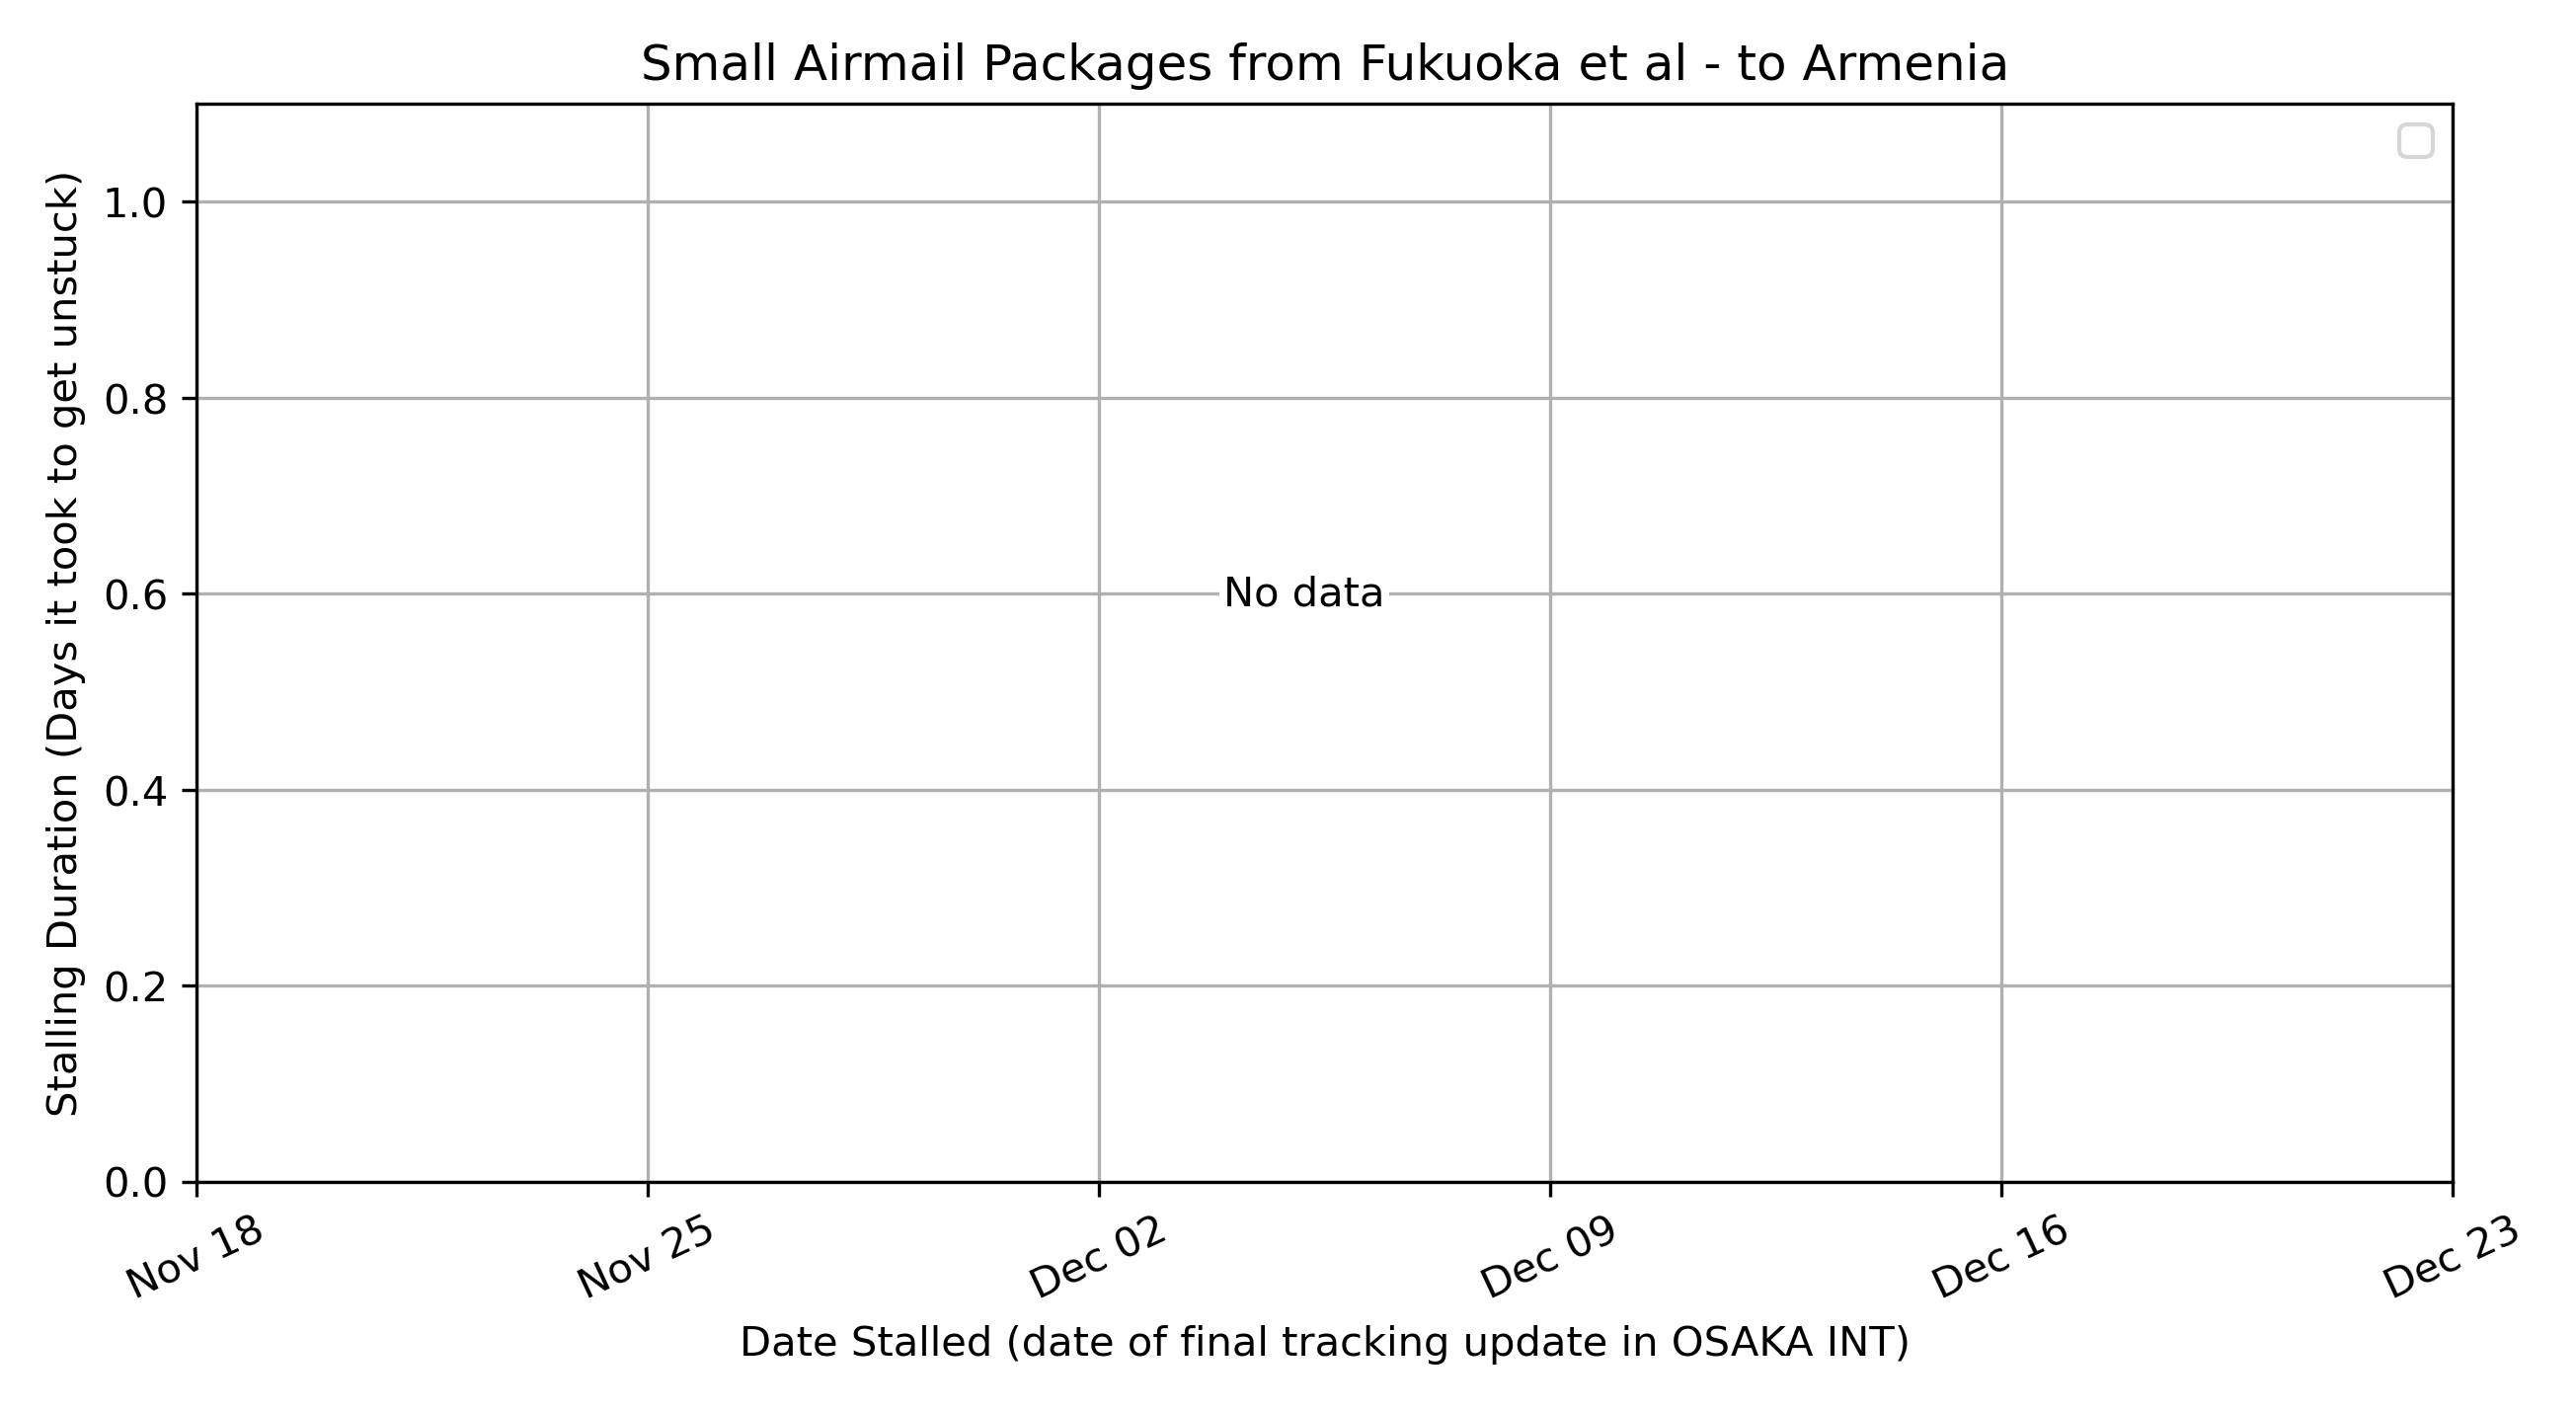 Small Airmail Packages from Fukuoka et al - to Armenia
Stalling Duration (Days it took to get unstuck)
1.0
0.8
0.6
0.4
0.2
0.0
No data
Nov 18
Nov 25
Dec 02
Dec 09
Dec 16
Dec 23
Date Stalled (date of final tracking update in OSAKA INT)